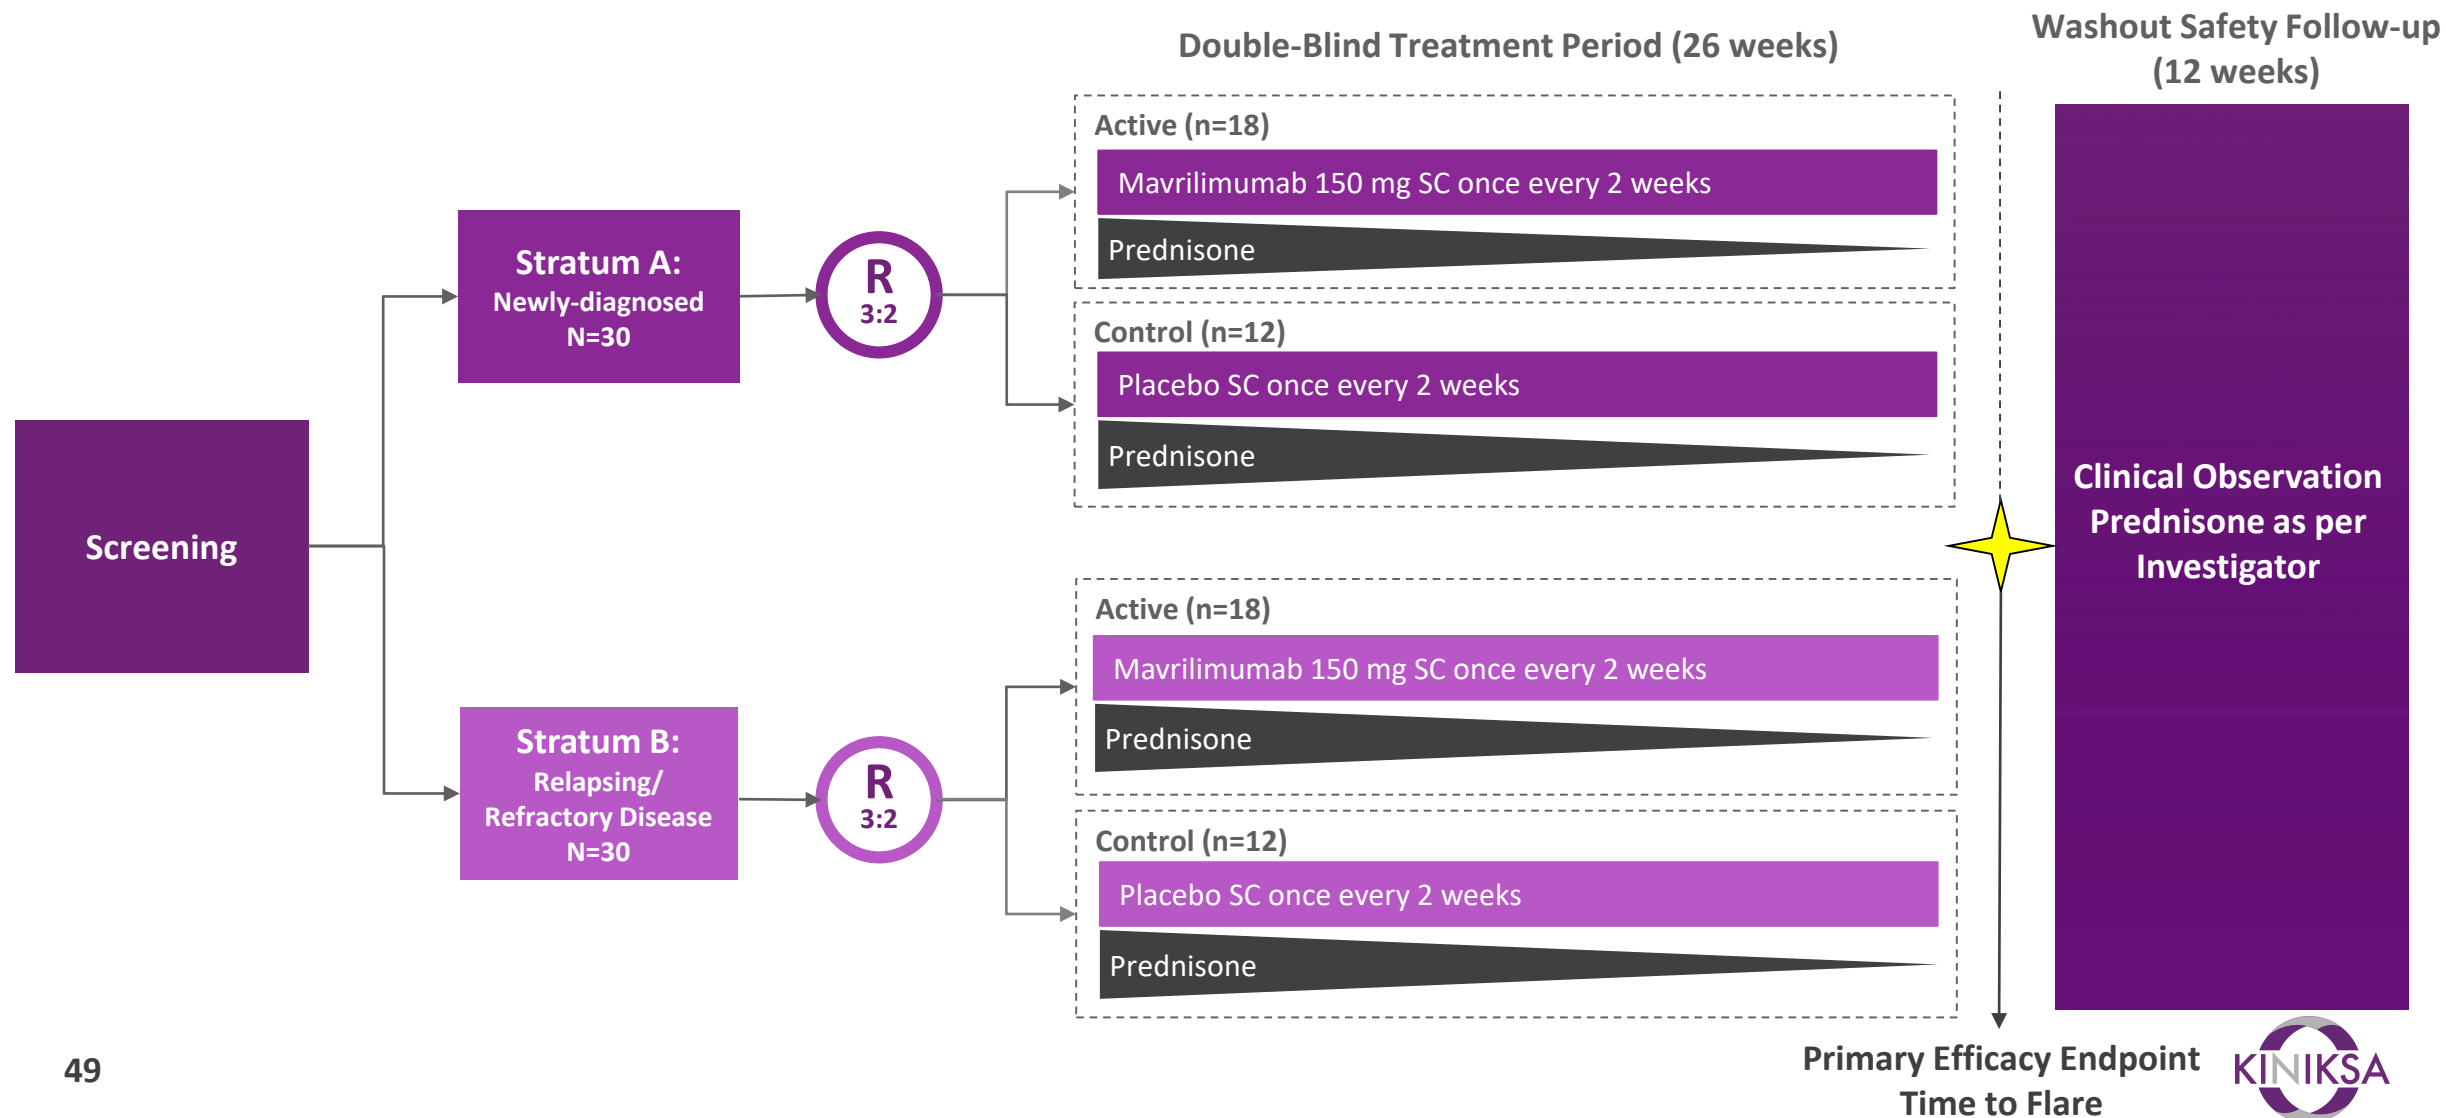 Double-Blind Treatment Period (26 weeks)
Washout Safety Follow-up
(12 weeks)
Screening
Stratum A:
Newly-diagnosed
N=30
R
3:2
Active (n=18)
Mavrilimumab 150 mg SC once every 2 weeks
Prednisone
Control (n=12)
Placebo SC once every 2 weeks
Prednisone
Stratum B:
Relapsing/
Refractory Disease
N=30
R
3:2
Active (n=18)
Mavrilimumab 150 mg SC once every 2 weeks
Prednisone
Control (n=12)
Placebo SC once every 2 weeks
Prednisone
Clinical Observation
Prednisone as per
Investigator
Primary Efficacy Endpoint
Time to Flare
49
KINIKSA